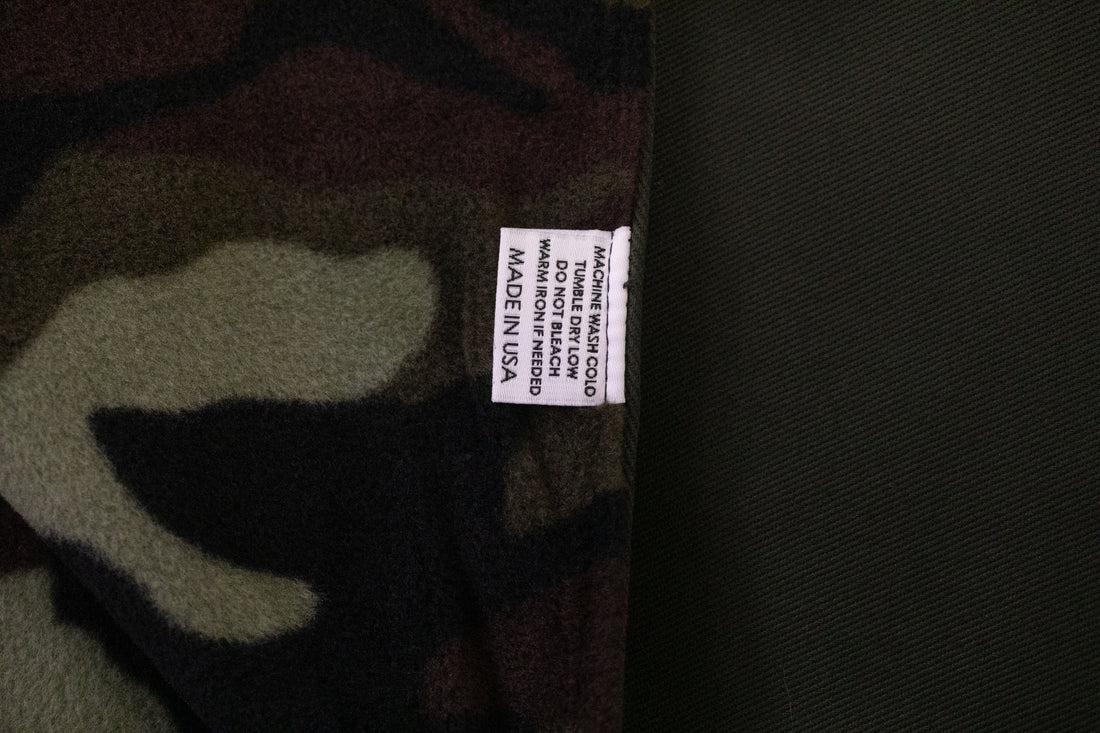 MACHINE WASH COLD
TUMBLE DRY LOW
DO NOT BLEACH
WARM IRON IF NEEDED
MADE IN USA